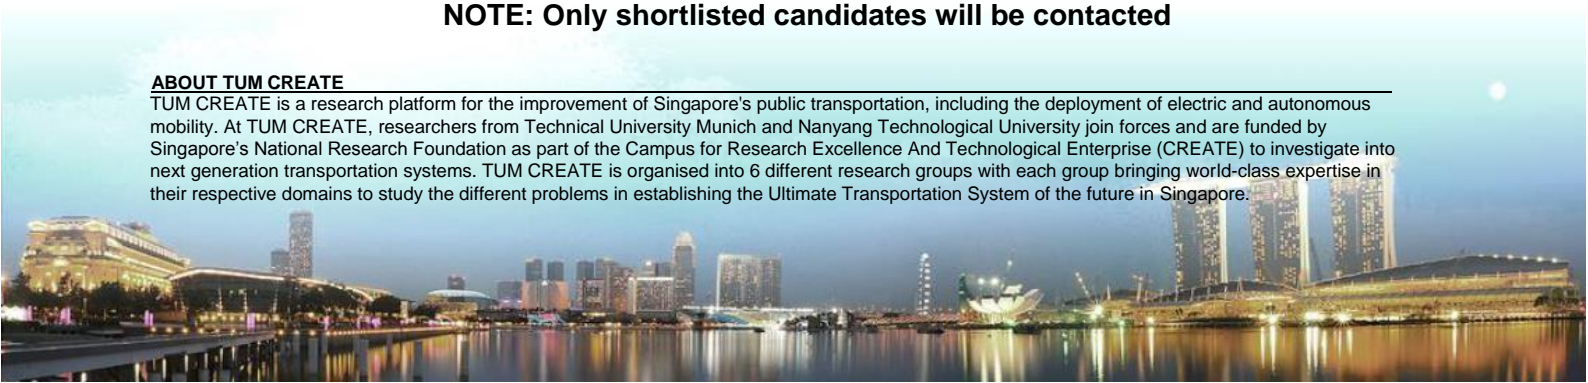 NOTE: Only shortlisted candidates will be contacted
ABOUT TUM CREATE
TUM CREATE is a research platform for the improvement of Singapore's public transportation, including the deployment of electric and autonomous
mobility. At TUM CREATE, researchers from Technical University Munich and Nanyang Technological University join forces and are funded by
Singapore’s National Research Foundation as part of the Campus for Research Excellence And Technological Enterprise (CREATE) to investigate into
next generation transportation systems. TUM CREATE is organised into 6 different research groups with each group bringing world-class expertise in
their respective domains to study the different problems in establishing the Ultimate Transportation System of the future in Singapore.